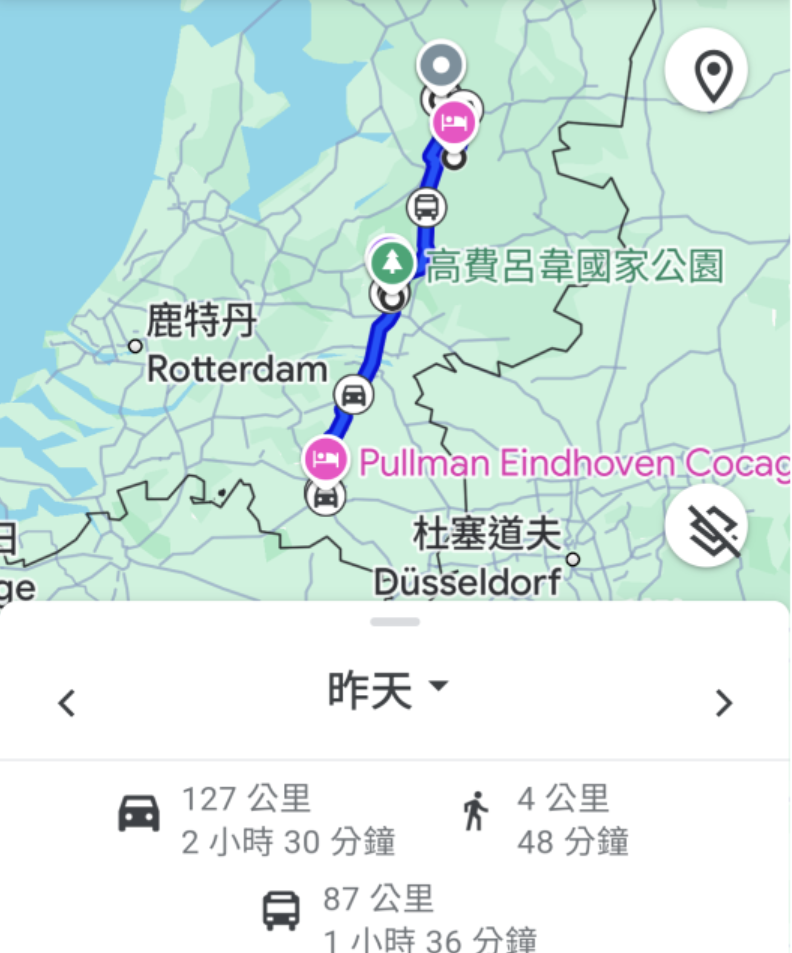 高費呂韋國家公園
鹿特丹
Rotterdam
Pullman Eindhoven Cocag
杜塞道夫
Düsseldorf
日
ge
昨天
127 公里
2 小時 30 分鐘
4 公里
48 分鐘
87 公里
1 小時 36 分鐘